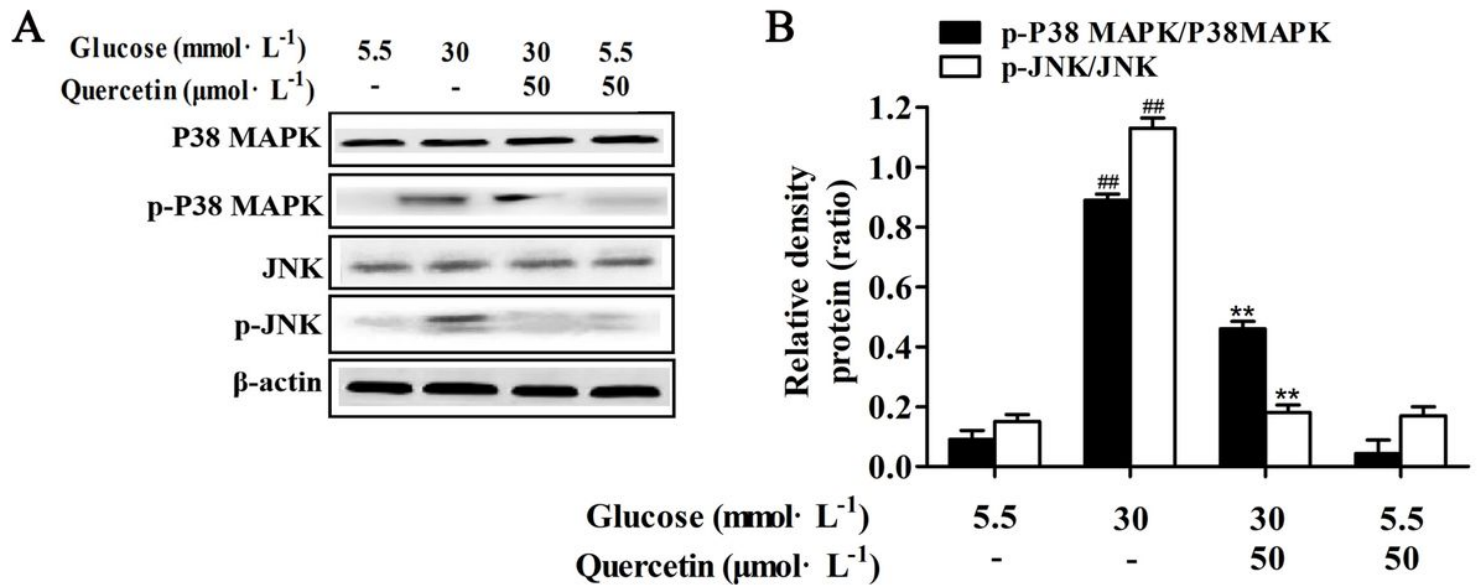 A
Glucose (mmol· L⁻¹) 5.5 30 30 5.5
Quercetin (μmol· L⁻¹) - - 50 50
P38 MAPK
p-P38 MAPK
JNK
p-JNK
β-actin
B
p-P38 MAPK/P38MAPK
p-JNK/JNK
Relative density
protein (ratio)
1.2
1.0
0.8
0.6
0.4
0.2
0.0
##
##
**
**
Glucose (mmol· L⁻¹) 5.5 30 30 5.5
Quercetin (μmol· L⁻¹) - - 50 50